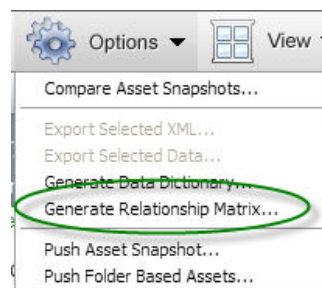 Options View
Compare Asset Snapshots...
Export Selected XML...
Export Selected Data...
Generate Data Dictionary...
Generate Relationship Matrix...
Push Asset Snapshot...
Push Folder Based Assets...